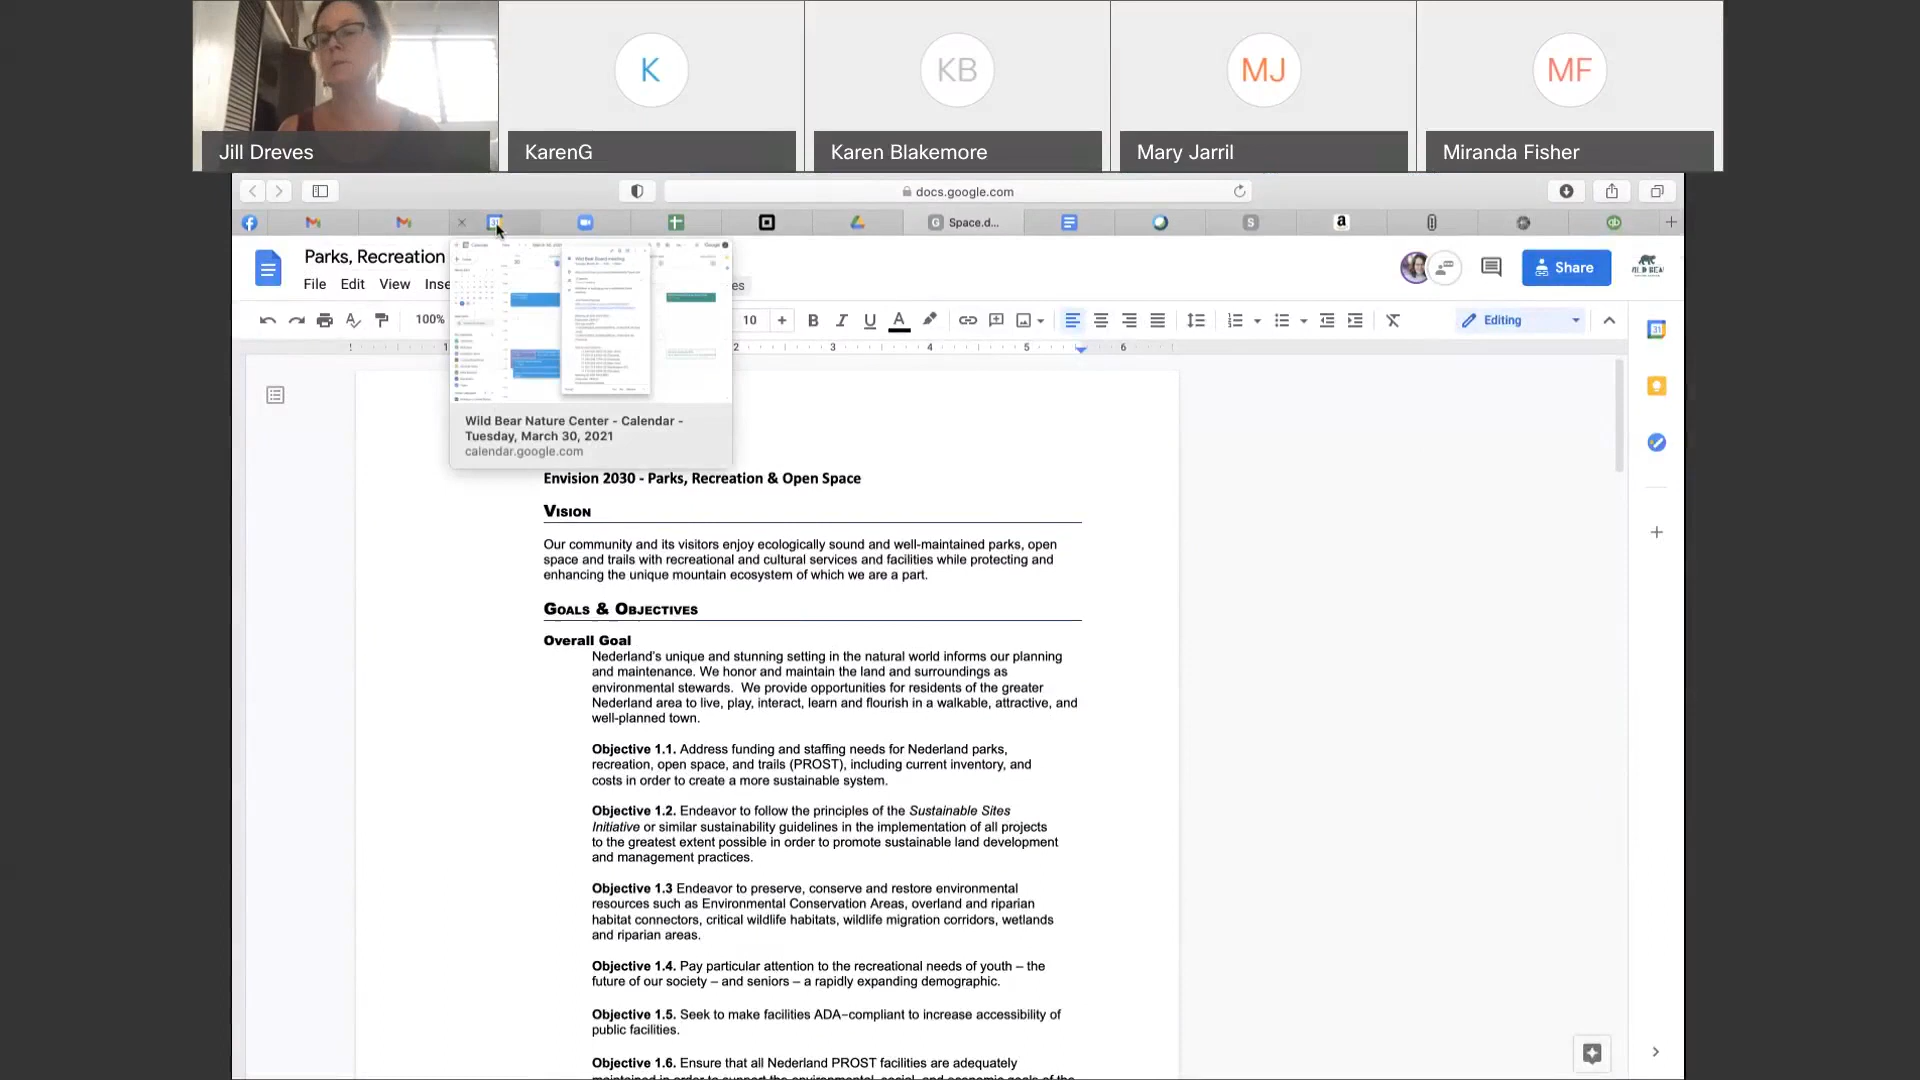 K
KB
MJ
MF
Jill Dreves
KarenG
Karen Blakemore
Mary Jarril
Miranda Fisher
docs.google.com
Space.d...
Parks, Recreation
Share
File Edit View Inse
es
100%
10
B I U A
Editing
1 2 3 4 5 6
Wild Bear Nature Center - Calendar -
Tuesday, March 30, 2021
calendar.google.com
Envision 2030 - Parks, Recreation & Open Space
VISION
Our community and its visitors enjoy ecologically sound and well-maintained parks, open
space and trails with recreational and cultural services and facilities while protecting and
enhancing the unique mountain ecosystem of which we are a part.
GOALS & OBJECTIVES
Overall Goal
Nederland's unique and stunning setting in the natural world informs our planning
and maintenance. We honor and maintain the land and surroundings as
environmental stewards. We provide opportunities for residents of the greater
Nederland area to live, play, interact, learn and flourish in a walkable, attractive, and
well-planned town.
Objective 1.1. Address funding and staffing needs for Nederland parks,
recreation, open space, and trails (PROST), including current inventory, and
costs in order to create a more sustainable system.
Objective 1.2. Endeavor to follow the principles of the Sustainable Sites
Initiative or similar sustainability guidelines in the implementation of all projects
to the greatest extent possible in order to promote sustainable land development
and management practices.
Objective 1.3 Endeavor to preserve, conserve and restore environmental
resources such as Environmental Conservation Areas, overland and riparian
habitat connectors, critical wildlife habitats, wildlife migration corridors, wetlands
and riparian areas.
Objective 1.4. Pay particular attention to the recreational needs of youth – the
future of our society – and seniors – a rapidly expanding demographic.
Objective 1.5. Seek to make facilities ADA–compliant to increase accessibility of
public facilities.
Objective 1.6. Ensure that all Nederland PROST facilities are adequately